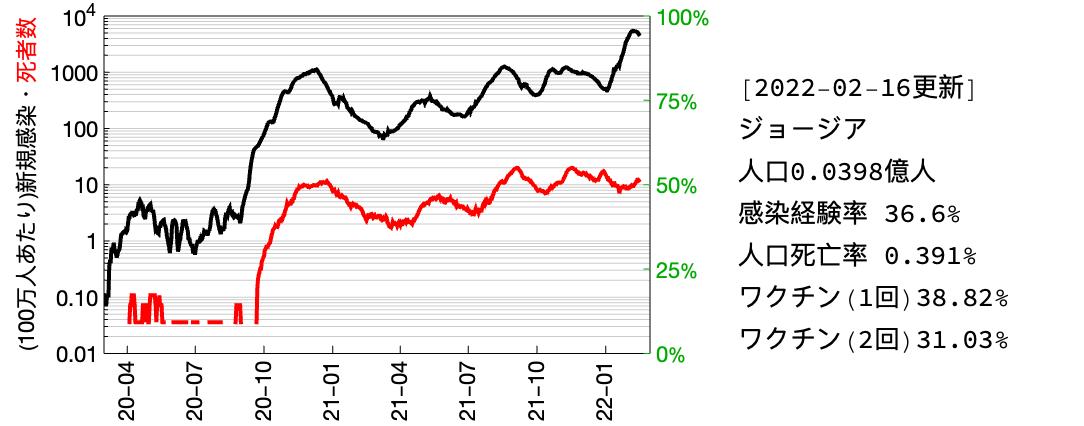 (100万人あたり)新規感染・死者数
10^4
1000
100
10
1
0.10
0.01
100%
75%
50%
25%
0%
20-04
20-07
20-10
21-01
21-04
21-07
21-10
22-01
[2022-02-16更新]
ジョージア
人口0.0398億人
感染経験率 36.6%
人口死亡率 0.391%
ワクチン(1回)38.82%
ワクチン(2回)31.03%